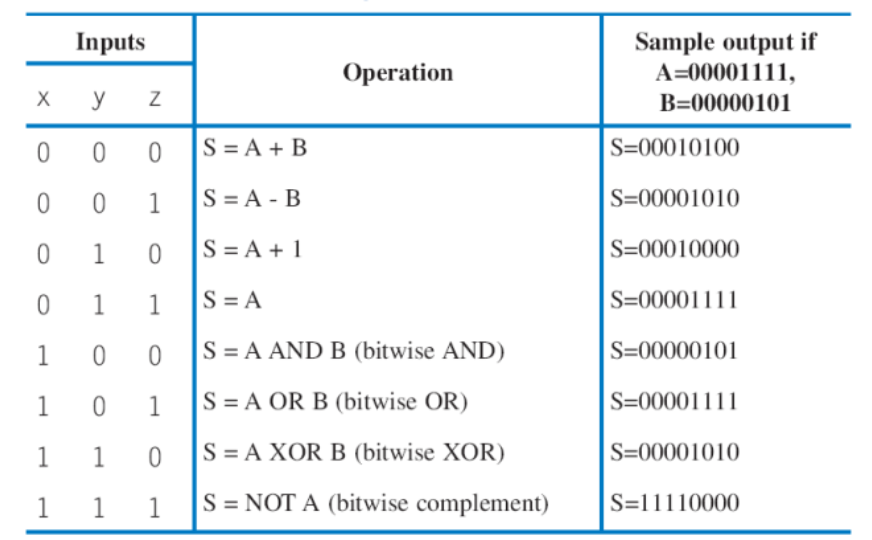 Inputs
Operation
Sample output if
A=00001111,
B=00000101
x y z
0 0 0 S = A + B S=00010100
0 0 1 S = A - B S=00001010
0 1 0 S = A + 1 S=00010000
0 1 1 S = A S=00001111
1 0 0 S = A AND B (bitwise AND) S=00000101
1 0 1 S = A OR B (bitwise OR) S=00001111
1 1 0 S = A XOR B (bitwise XOR) S=00001010
1 1 1 S = NOT A (bitwise complement) S=11110000